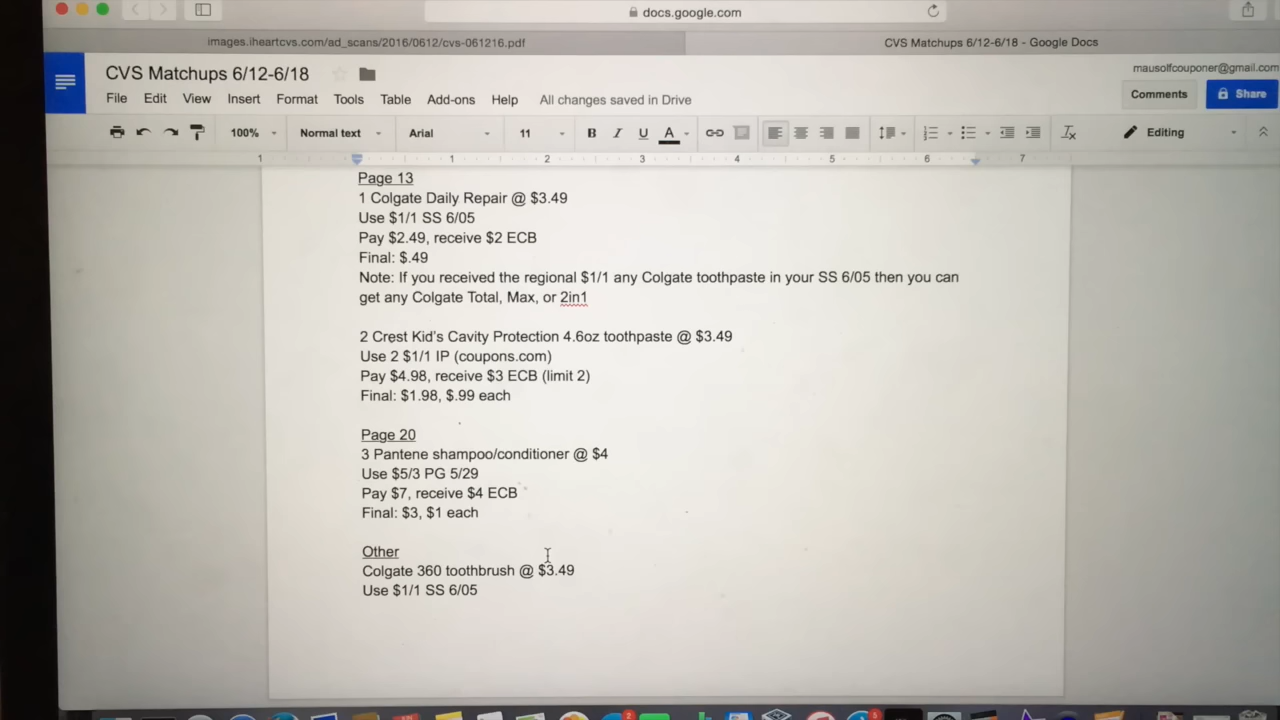 docs.google.com
images.iheartcvs.com/ad_scans/2016/0612/cvs-061216.pdf
CVS Matchups 6/12-6/18 - Google Docs
CVS Matchups 6/12-6/18
mausolfcouponer@gmail.com
File Edit View Insert Format Tools Table Add-ons Help All changes saved in Drive
Comments
Share
100% Normal text Arial 11 B I U A Editing
1 1 2 3 4 5 6 7
Page 13
1 Colgate Daily Repair @ $3.49
Use $1/1 SS 6/05
Pay $2.49, receive $2 ECB
Final: $.49
Note: If you received the regional $1/1 any Colgate toothpaste in your SS 6/05 then you can
get any Colgate Total, Max, or 2in1
2 Crest Kid's Cavity Protection 4.6oz toothpaste @ $3.49
Use 2 $1/1 IP (coupons.com)
Pay $4.98, receive $3 ECB (limit 2)
Final: $1.98, $.99 each
Page 20
3 Pantene shampoo/conditioner @ $4
Use $5/3 PG 5/29
Pay $7, receive $4 ECB
Final: $3, $1 each
Other
Colgate 360 toothbrush @ $3.49
Use $1/1 SS 6/05